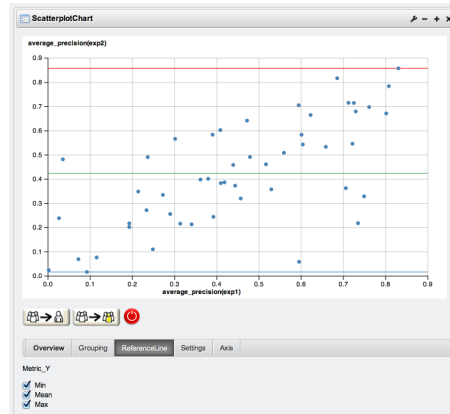 ScatterplotChart
average_precision(exp2)
0.9
0.8
0.7
0.6
0.5
0.4
0.3
0.2
0.1
0.0
0.0 0.1 0.2 0.3 0.4 0.5 0.6 0.7 0.8 0.9
average_precision(exp1)
Overview Grouping ReferenceLine Settings Axis
Metric_Y
Min
Mean
Max